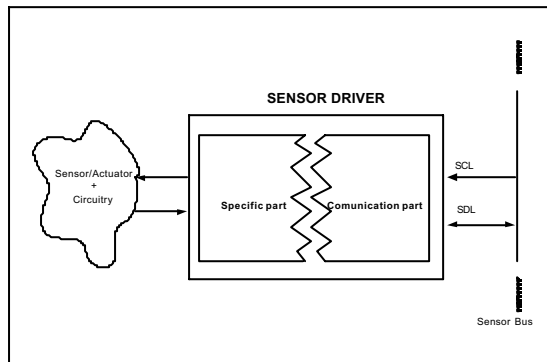 SENSOR DRIVER
Sensor/Actuator
+
Circuitry
Specific part
Comunication part
SCL
SDL
Sensor Bus